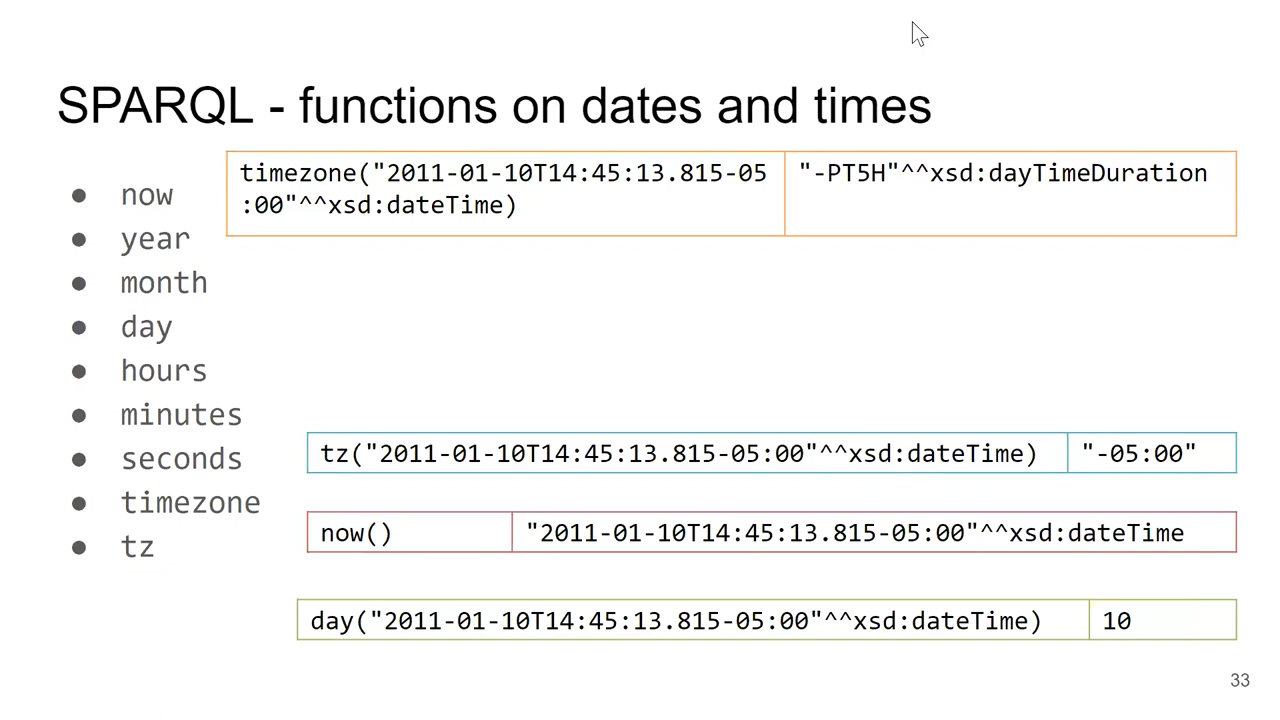 SPARQL - functions on dates and times
● now
● year
● month
● day
● hours
● minutes
● seconds
● timezone
● tz
timezone("2011-01-10T14:45:13.815-05
:00"^^xsd:dateTime)
"-PT5H"^^xsd:dayTimeDuration
tz("2011-01-10T14:45:13.815-05:00"^^xsd:dateTime)
"-05:00"
now()
"2011-01-10T14:45:13.815-05:00"^^xsd:dateTime
day("2011-01-10T14:45:13.815-05:00"^^xsd:dateTime)
10
33